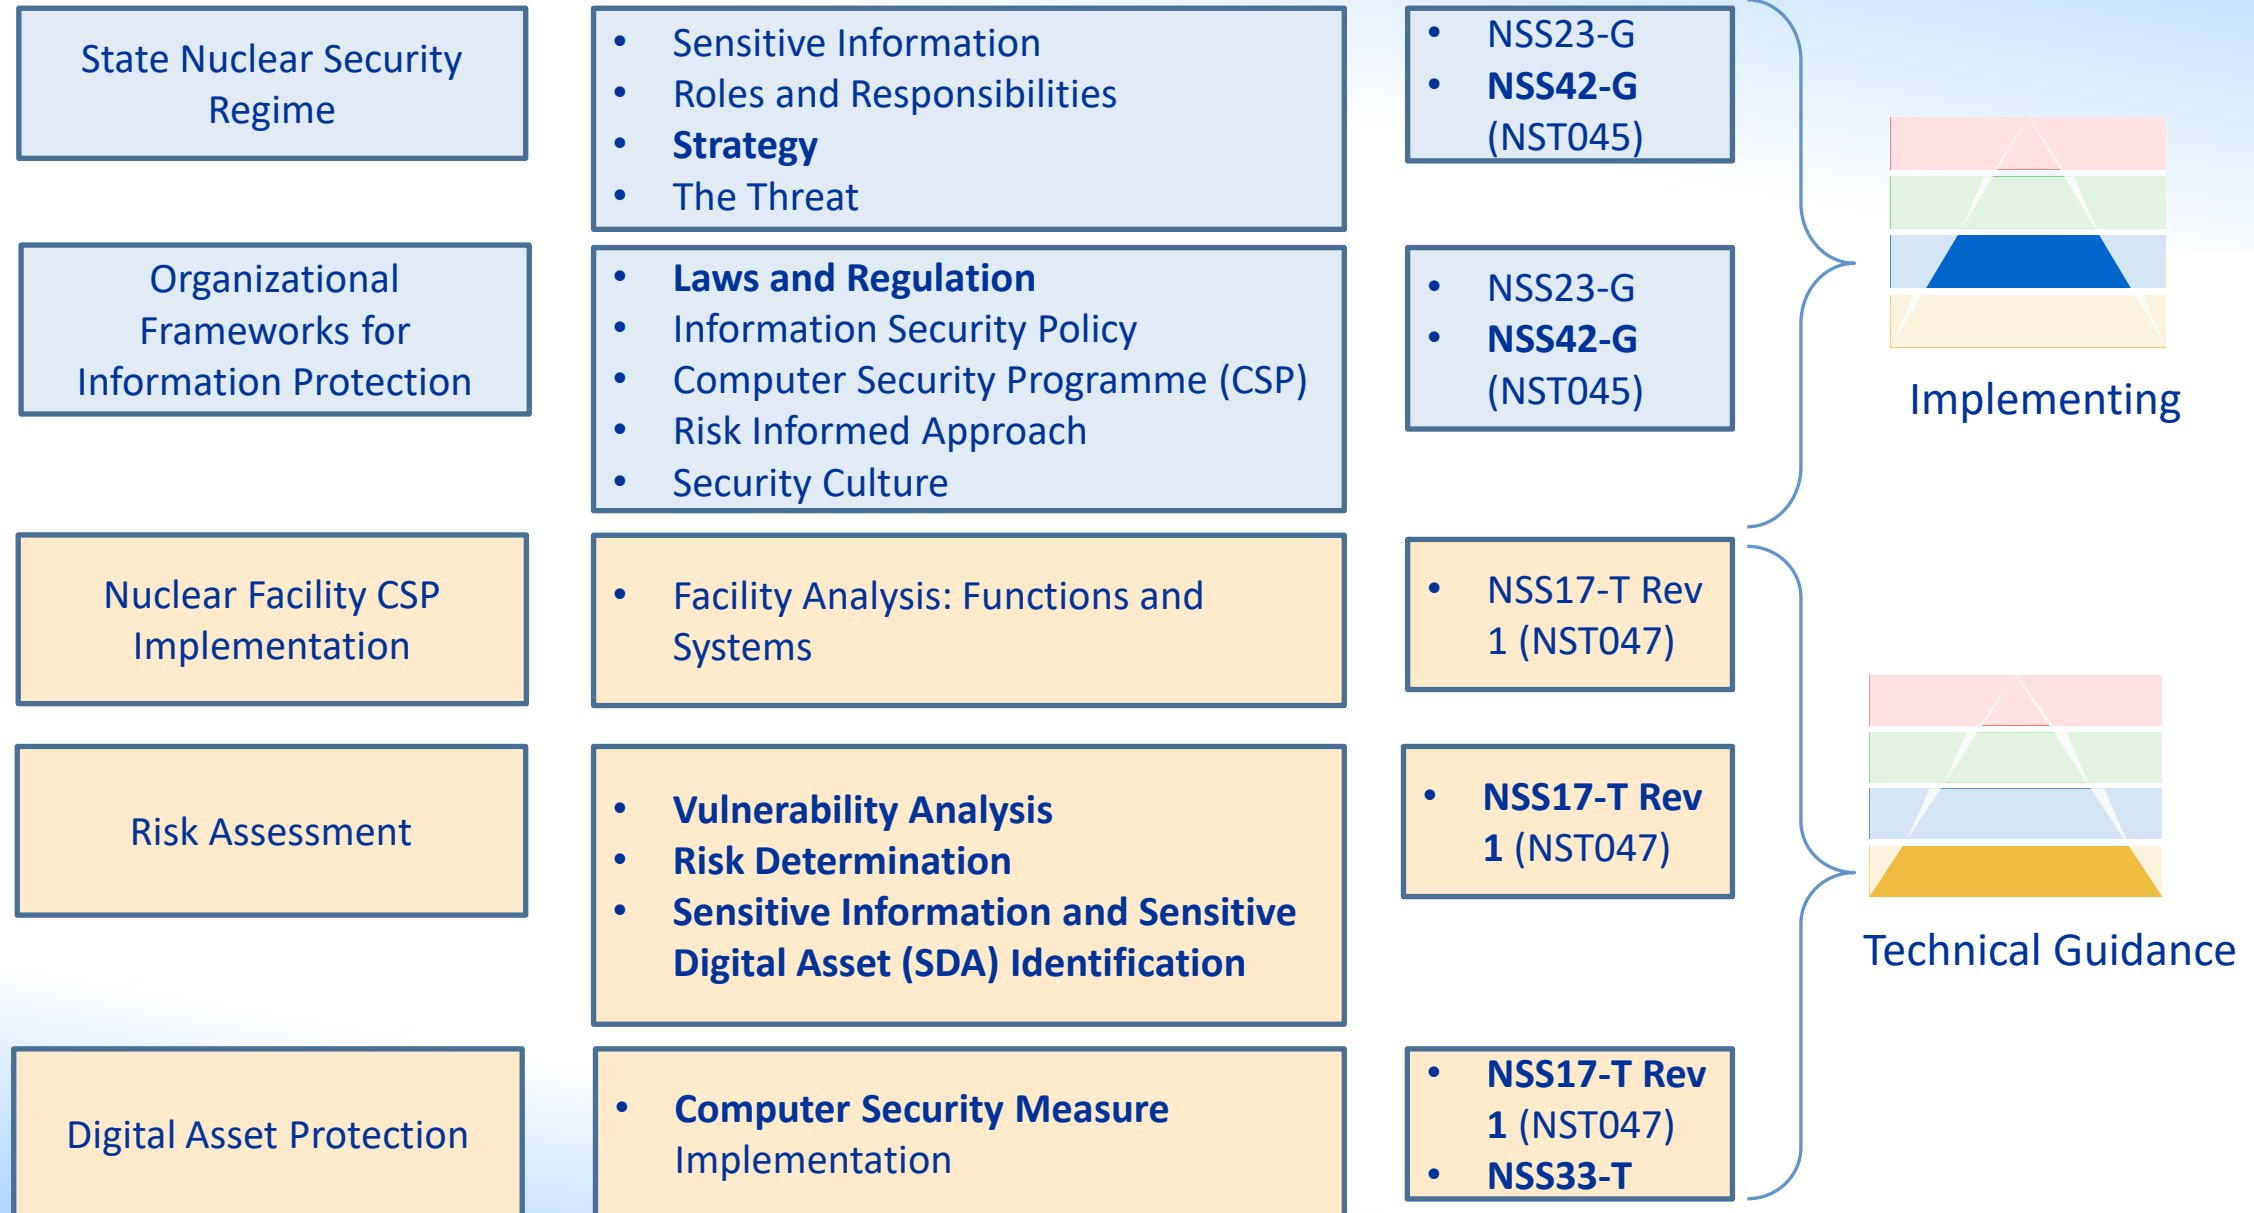 State Nuclear Security
Regime
• Sensitive Information
• Roles and Responsibilities
• Strategy
• The Threat
• NSS23-G
• NSS42-G
(NST045)
Organizational
Frameworks for
Information Protection
• Laws and Regulation
• Information Security Policy
• Computer Security Programme (CSP)
• Risk Informed Approach
• Security Culture
• NSS23-G
• NSS42-G
(NST045)
Implementing
Nuclear Facility CSP
Implementation
• Facility Analysis: Functions and
Systems
• NSS17-T Rev
1 (NST047)
Risk Assessment
• Vulnerability Analysis
• Risk Determination
• Sensitive Information and Sensitive
Digital Asset (SDA) Identification
• NSS17-T Rev
1 (NST047)
Technical Guidance
Digital Asset Protection
• Computer Security Measure
Implementation
• NSS17-T Rev
1 (NST047)
• NSS33-T